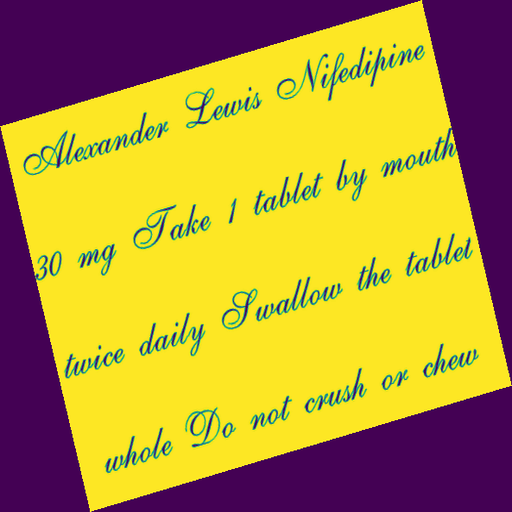 Alexander Lewis Nifedipine
30 mg Take 1 tablet by mouth
twice daily Swallow the tablet
whole Do not crush or chew